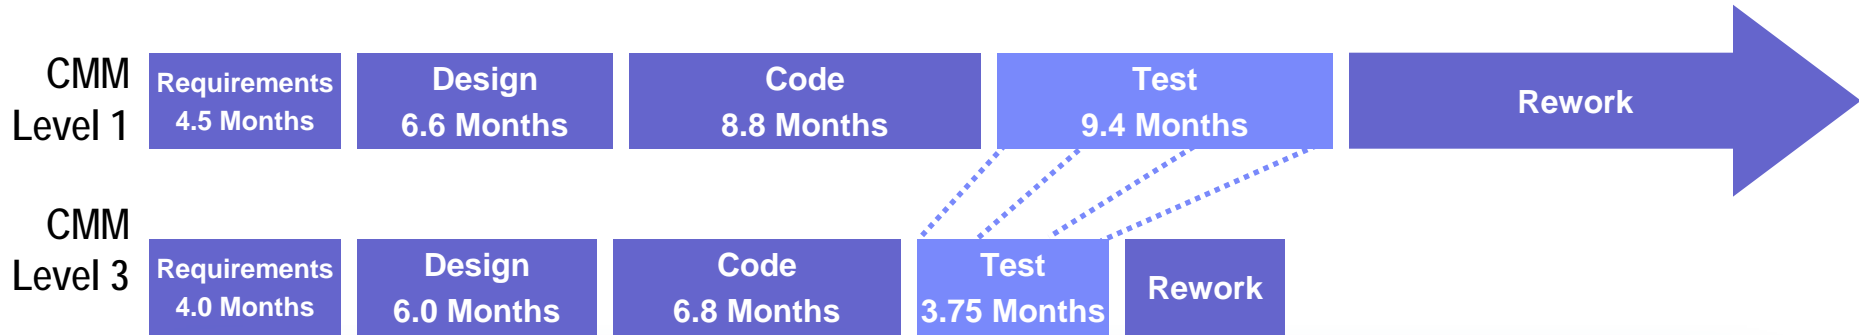 CMM
Level 1
Requirements
4.5 Months
Design
6.6 Months
Code
8.8 Months
Test
9.4 Months
Rework
CMM
Level 3
Requirements
4.0 Months
Design
6.0 Months
Code
6.8 Months
Test
3.75 Months
Rework